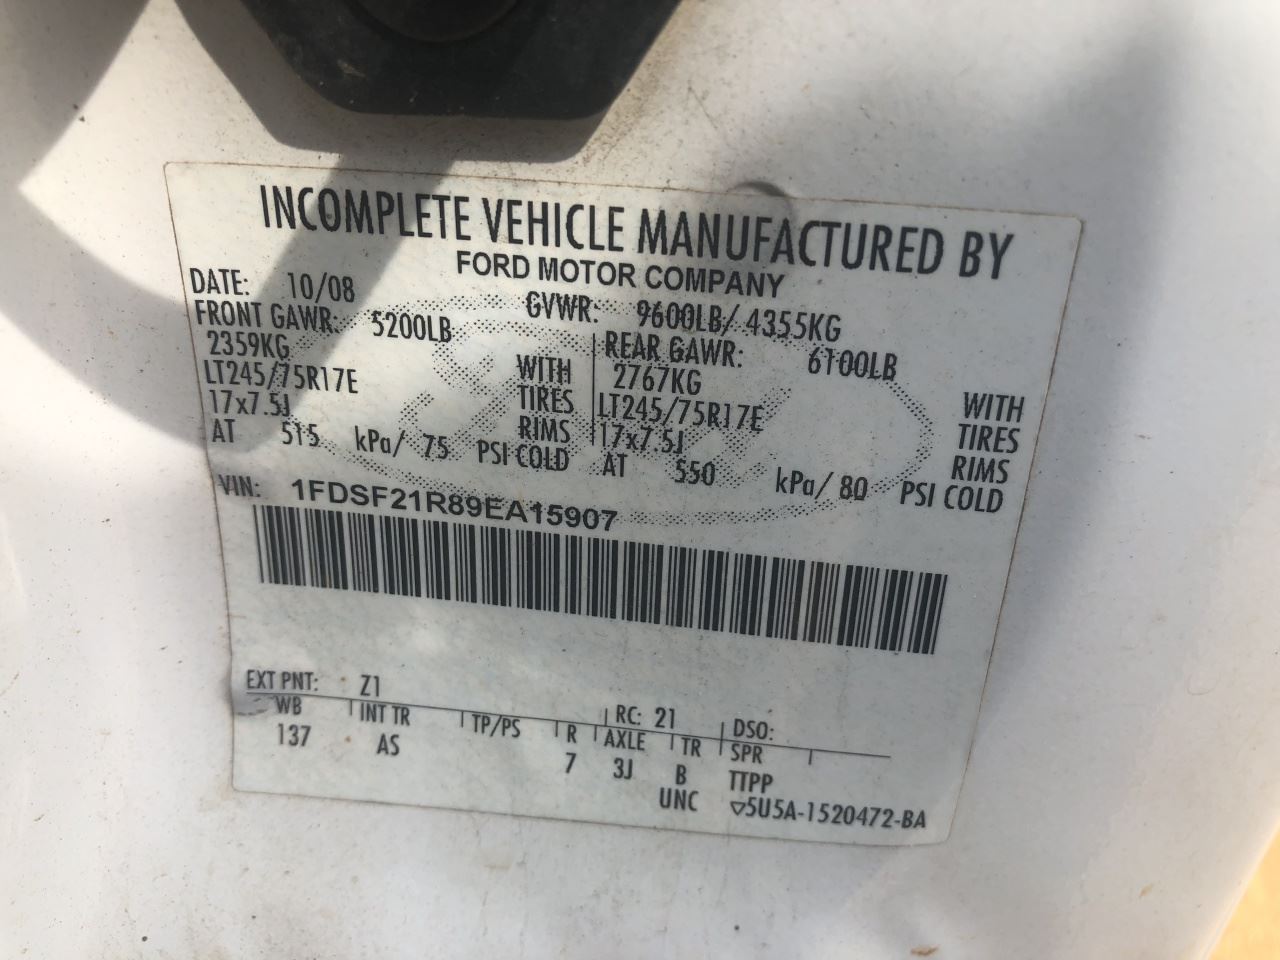 INCOMPLETE VEHICLE MANUFACTURED BY
FORD MOTOR COMPANY
DATE: 10/08 GVWR: 9600LB/ 4355KG
FRONT GAWR: 5200LB REAR GAWR: 6100LB
2359KG WITH 2767KG WITH
LT245/75R17E TIRES LT245/75R17E TIRES
17x7.5J RIMS 17x7.5J RIMS
AT 515 kPa/ 75 PSI COLD AT 550 kPa/ 80 PSI COLD
VIN: 1FDSF21R89EA15907
EXT PNT: Z1 RC: 21 DSO:
WB INT TR TP/PS R AXLE TR SPR
137 AS 7 3J B TTPP
UNC ▽5U5A-1520472-BA